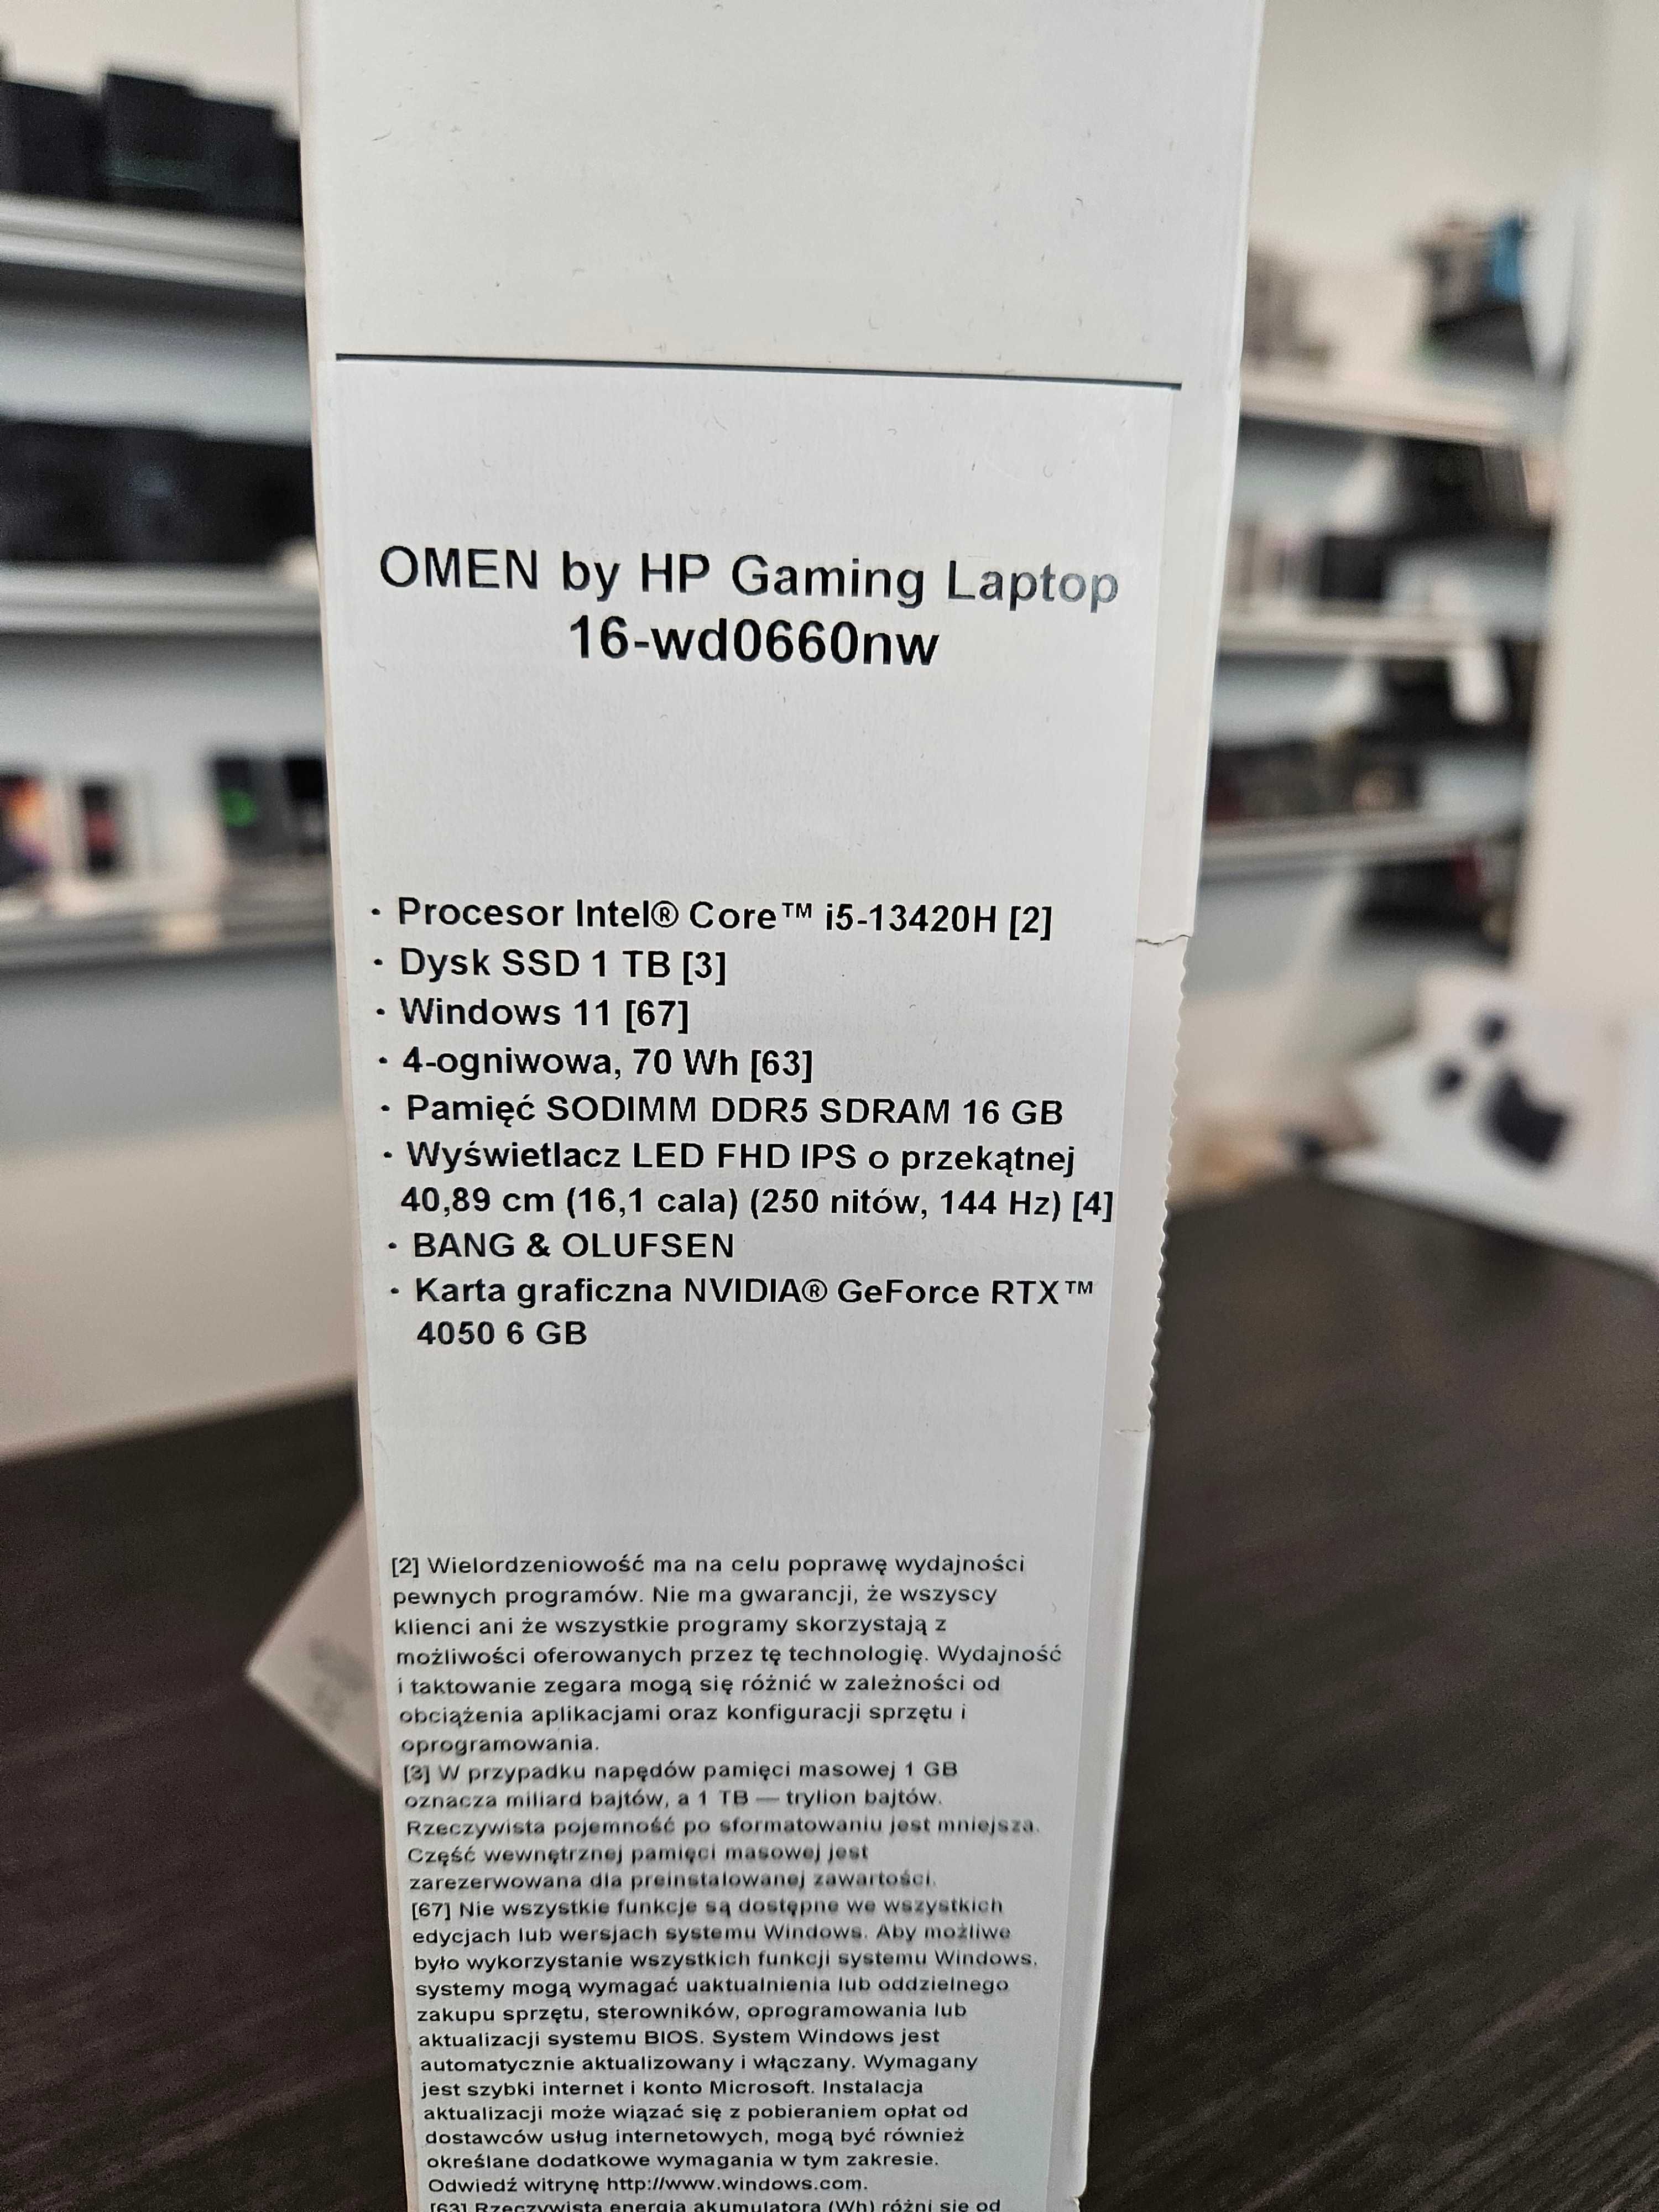 OMEN by HP Gaming Laptop
16-wd0660nw
· Procesor Intel® Core™ i5-13420H [2]
· Dysk SSD 1 TB [3]
· Windows 11 [67]
· 4-ogniwowa, 70 Wh [63]
· Pamięć SODIMM DDR5 SDRAM 16 GB
· Wyświetlacz LED FHD IPS o przekątnej
40,89 cm (16,1 cala) (250 nitów, 144 Hz) [4]
· BANG & OLUFSEN
· Karta graficzna NVIDIA® GeForce RTX™
4050 6 GB
[2] Wielordzeniowość ma na celu poprawę wydajności
pewnych programów. Nie ma gwarancji, że wszyscy
klienci ani że wszystkie programy skorzystają z
możliwości oferowanych przez tę technologię. Wydajność
i taktowanie zegara mogą się różnić w zależności od
obciążenia aplikacjami oraz konfiguracji sprzętu i
oprogramowania.
[3] W przypadku napędów pamięci masowej 1 GB
oznacza miliard bajtów, a 1 TB — trylion bajtów.
Rzeczywista pojemność po sformatowaniu jest mniejsza.
Część wewnętrznej pamięci masowej jest
zarezerwowana dla preinstalowanej zawartości.
[67] Nie wszystkie funkcje są dostępne we wszystkich
edycjach lub wersjach systemu Windows. Aby możliwe
było wykorzystanie wszystkich funkcji systemu Windows,
systemy mogą wymagać uaktualnienia lub oddzielnego
zakupu sprzętu, sterowników, oprogramowania lub
aktualizacji systemu BIOS. System Windows jest
automatycznie aktualizowany i włączany. Wymagany
jest szybki internet i konto Microsoft. Instalacja
aktualizacji może wiązać się z pobieraniem opłat od
dostawców usług internetowych, mogą być również
określane dodatkowe wymagania w tym zakresie.
Odwiedź witrynę http://www.windows.com.
[63] Rzeczywista energia akumulatora (Wh) różni się od